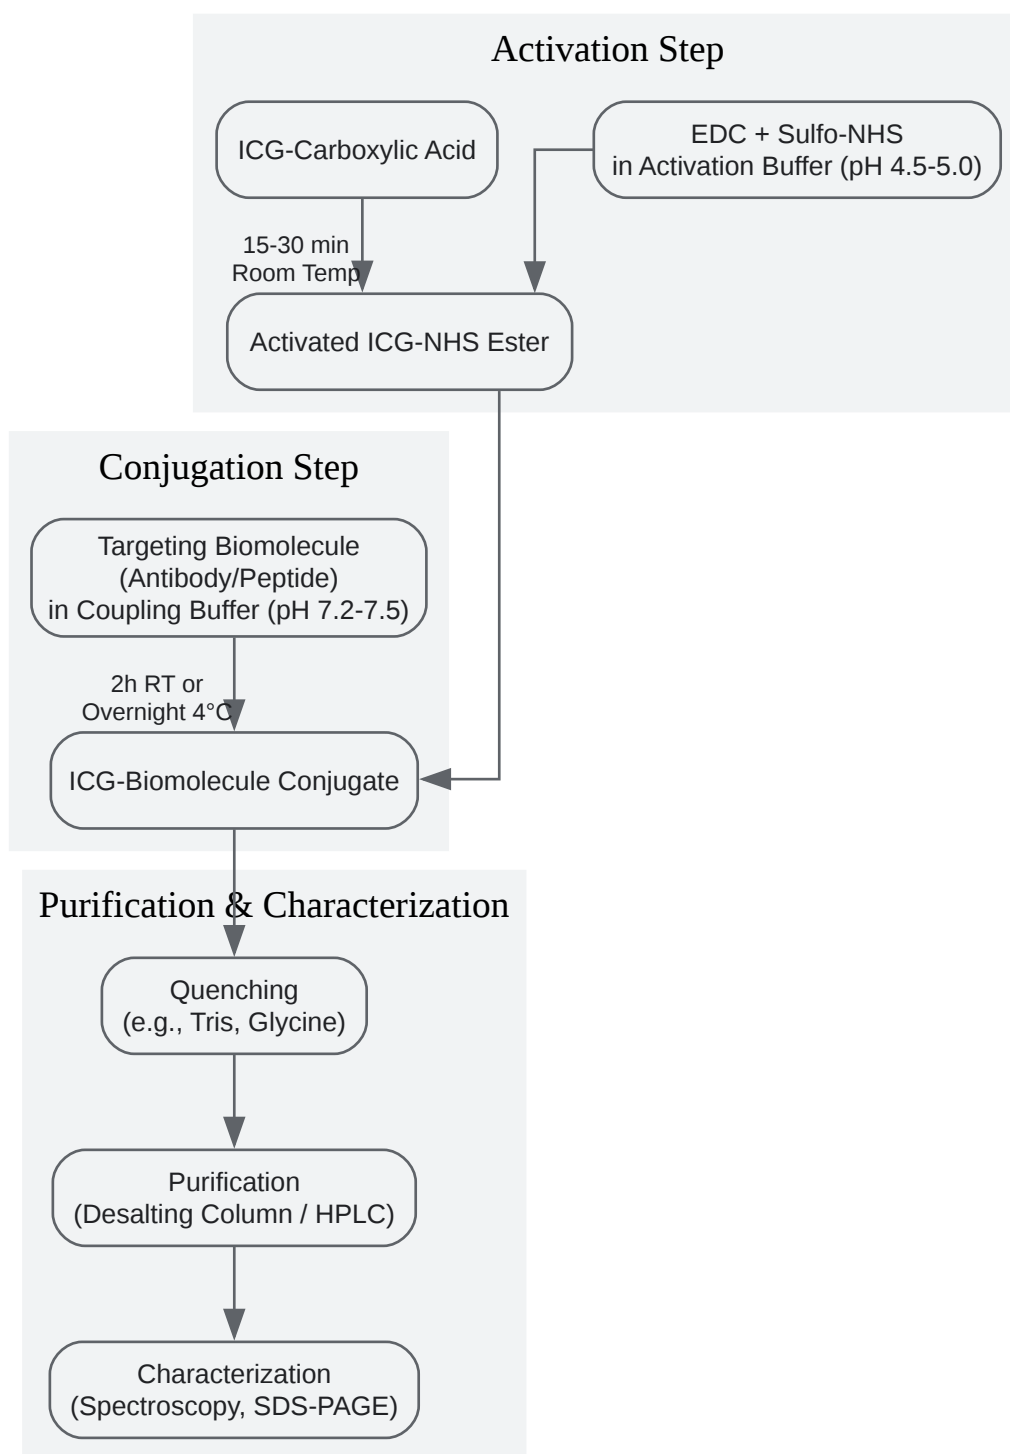 Activation Step
ICG-Carboxylic Acid
EDC + Sulfo-NHS
in Activation Buffer (pH 4.5-5.0)
15-30 min
Room Temp
Activated ICG-NHS Ester
Conjugation Step
Targeting Biomolecule
(Antibody/Peptide)
in Coupling Buffer (pH 7.2-7.5)
2h RT or
Overnight 4°C
ICG-Biomolecule Conjugate
Purification & Characterization
Quenching
(e.g., Tris, Glycine)
Purification
(Desalting Column / HPLC)
Characterization
(Spectroscopy, SDS-PAGE)